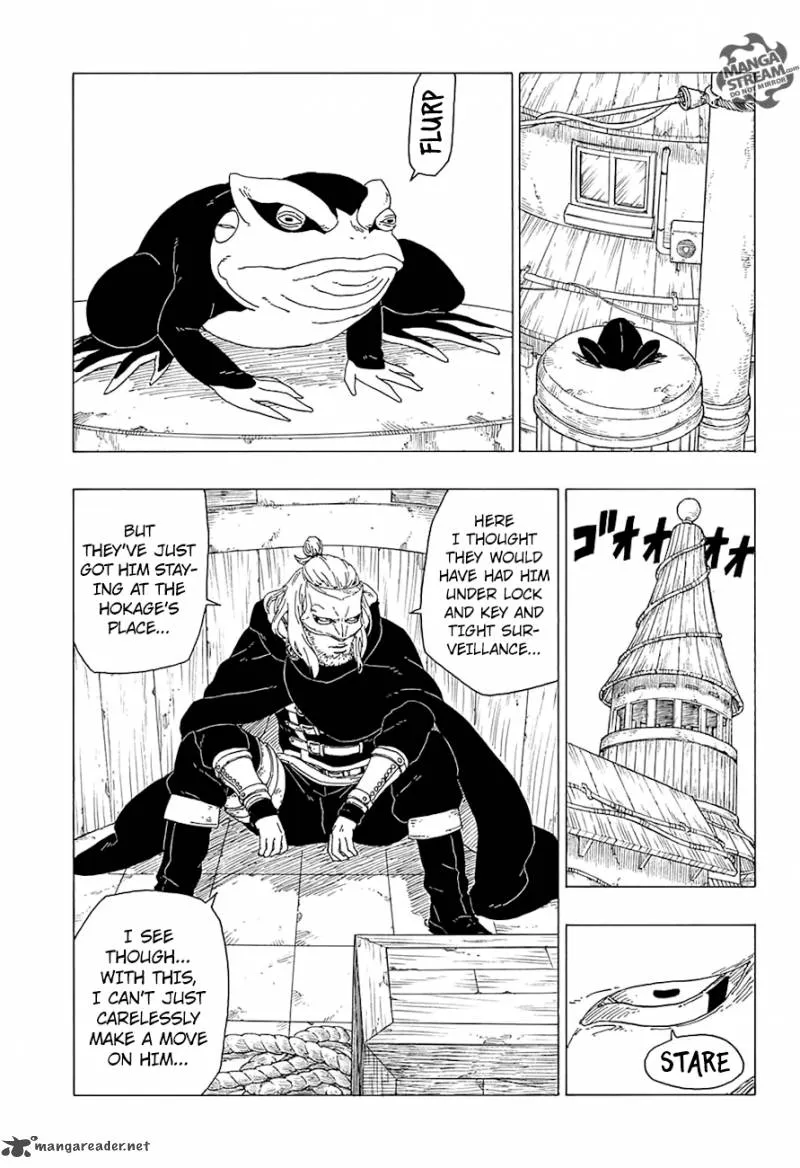 MANGA
STREAM.com
DO NOT MIRROR
FLURP
ゴオオオオ
HERE
I THOUGHT
THEY WOULD
HAVE HAD HIM
UNDER LOCK
AND KEY AND
TIGHT SUR-
VEILLANCE...
BUT
THEY'VE JUST
GOT HIM STAY-
ING AT THE
HOKAGE'S
PLACE...
I SEE
THOUGH...
WITH THIS,
I CAN'T JUST
CARELESSLY
MAKE A MOVE
ON HIM...
STARE
mangareader.net